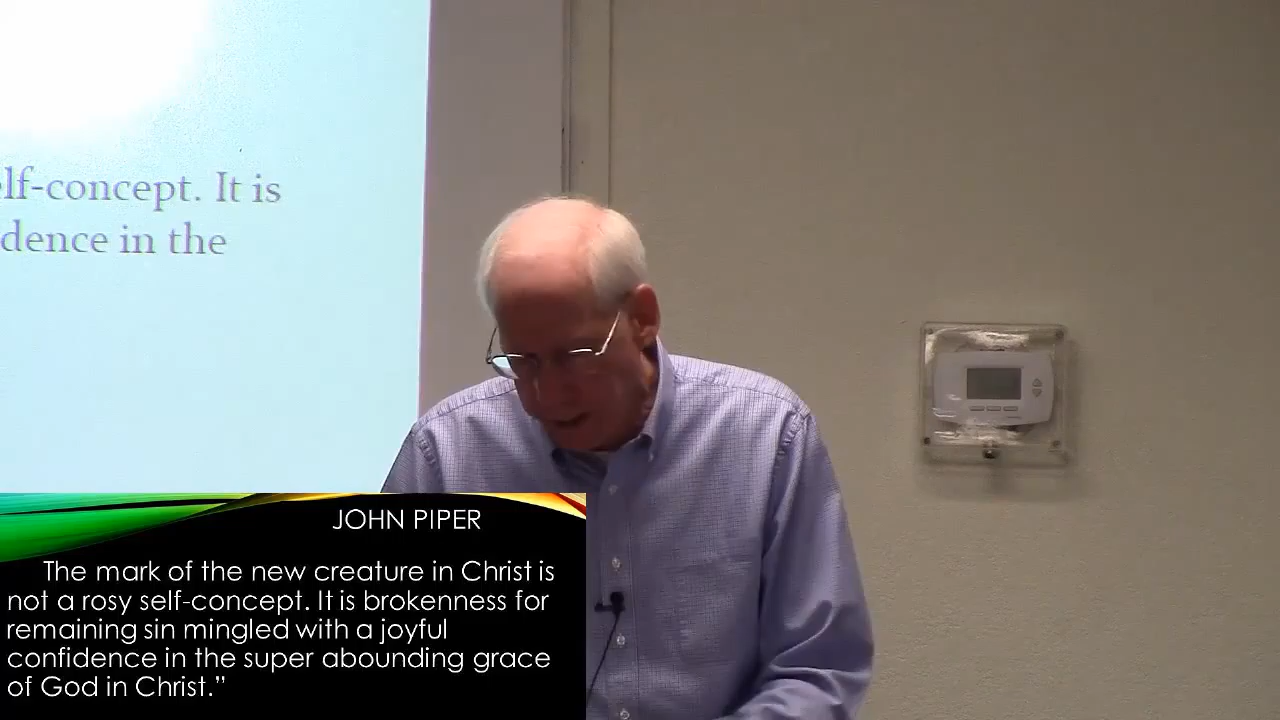 elf-concept. It is
dence in the
JOHN PIPER
The mark of the new creature in Christ is
not a rosy self-concept. It is brokenness for
remaining sin mingled with a joyful
confidence in the super abounding grace
of God in Christ.”